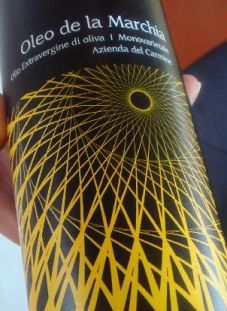 Oleo de la Marchia
Olio Extravergine di oliva | Monovarietale
Azienda del Carmine